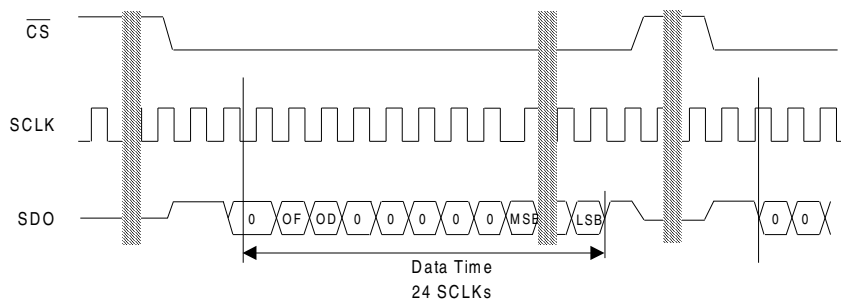 CS
SCLK
SDO 0 OF OD 0 0 0 0 0 MSB LSB 0 0
Data Time
24 SCLKs